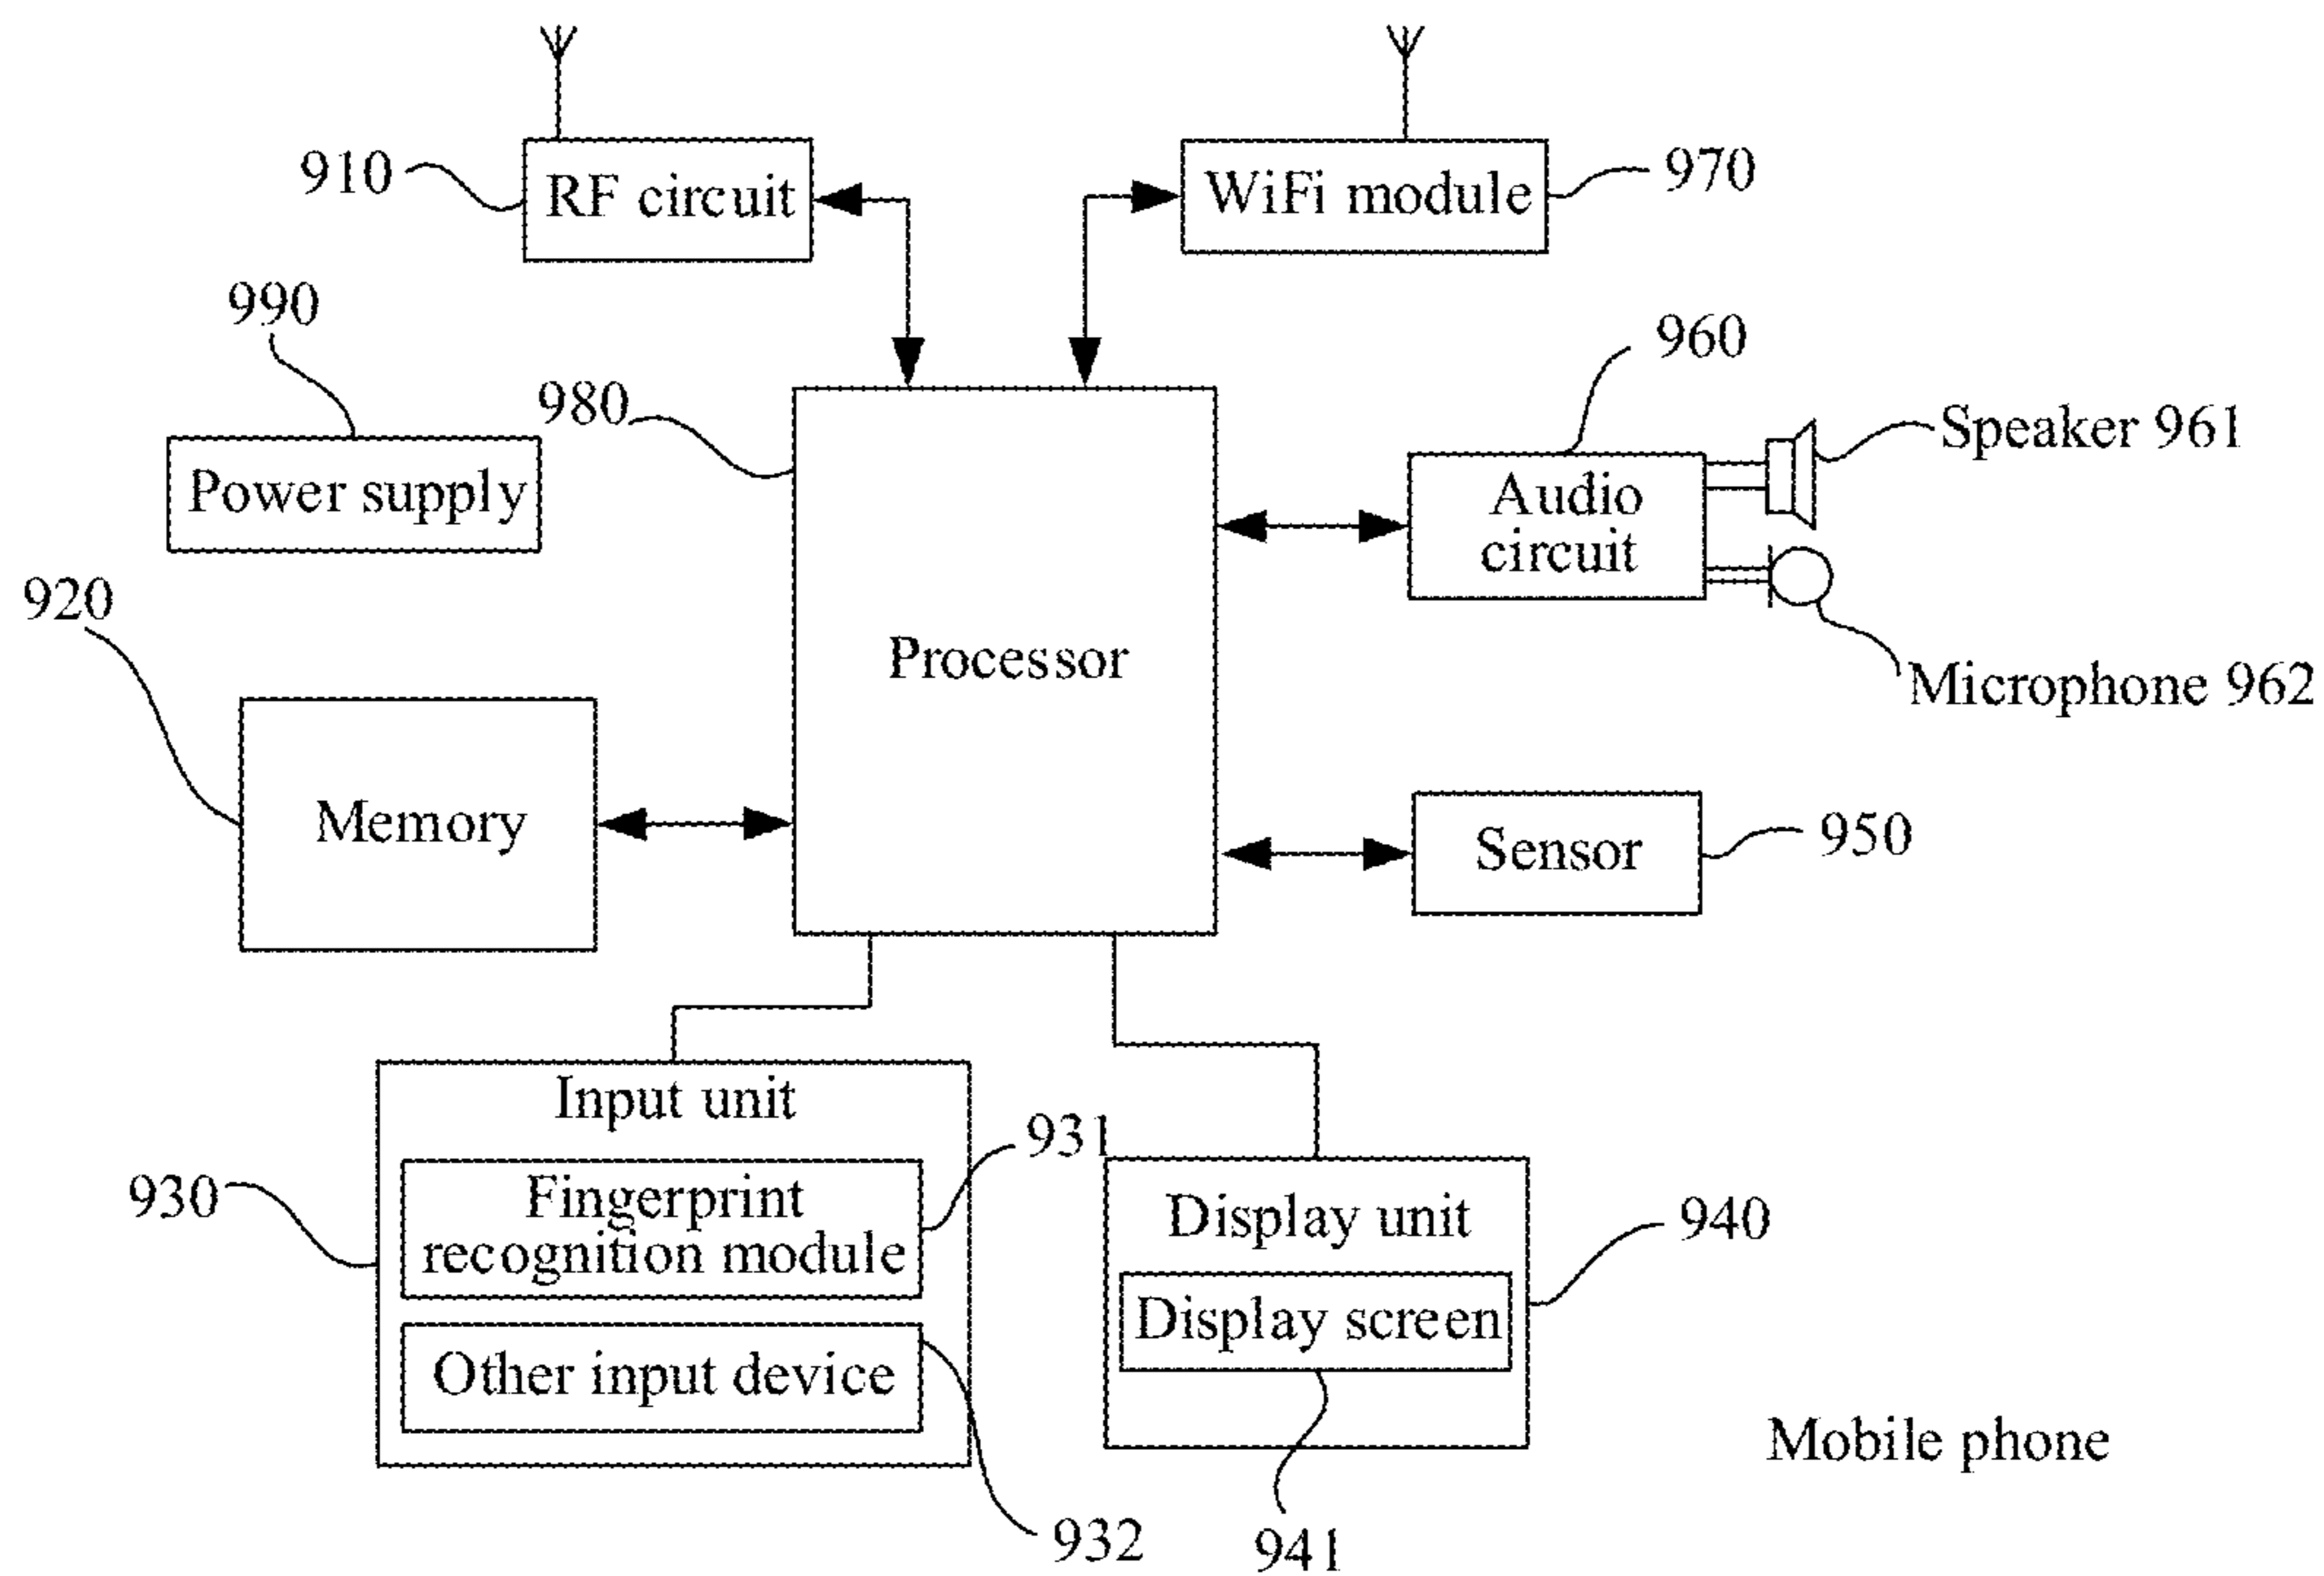 910
RF circuit
WiFi module
970
990
980
960
Power supply
Audio
circuit
Speaker 961
920
Processor
Microphone 962
Memory
Sensor
950
Input unit
931
930
Fingerprint
recognition module
Display unit
940
Display screen
Other input device
Mobile phone
932
941